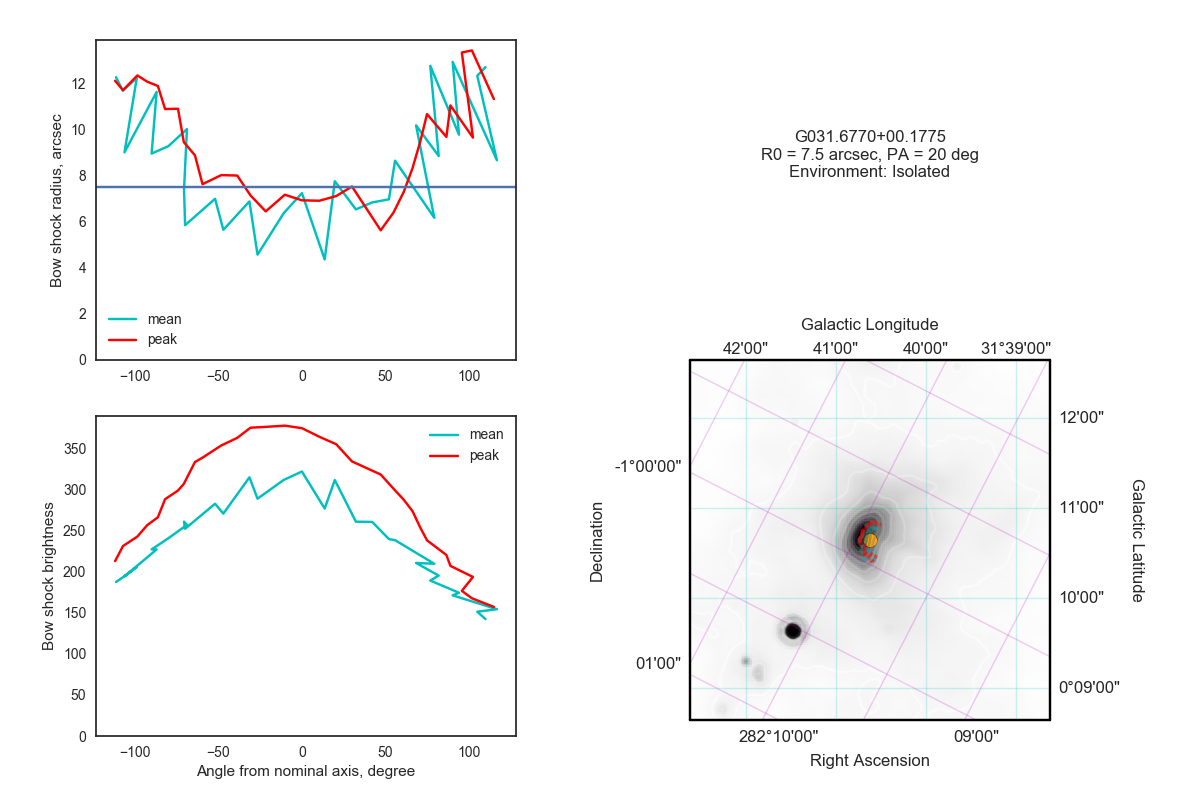 Bow shock radius, arcsec
12
10
8
6
4
2
0
mean
peak
−100 −50 0 50 100
G031.6770+00.1775
R0 = 7.5 arcsec, PA = 20 deg
Environment: Isolated
Bow shock brightness
350
300
250
200
150
100
50
0
mean
peak
−100 −50 0 50 100
Angle from nominal axis, degree
Galactic Longitude
42'00" 41'00" 40'00" 31°39'00"
Declination
-1°00'00"
01'00"
12'00"
11'00"
10'00"
0°09'00"
Galactic Latitude
282°10'00" 09'00"
Right Ascension